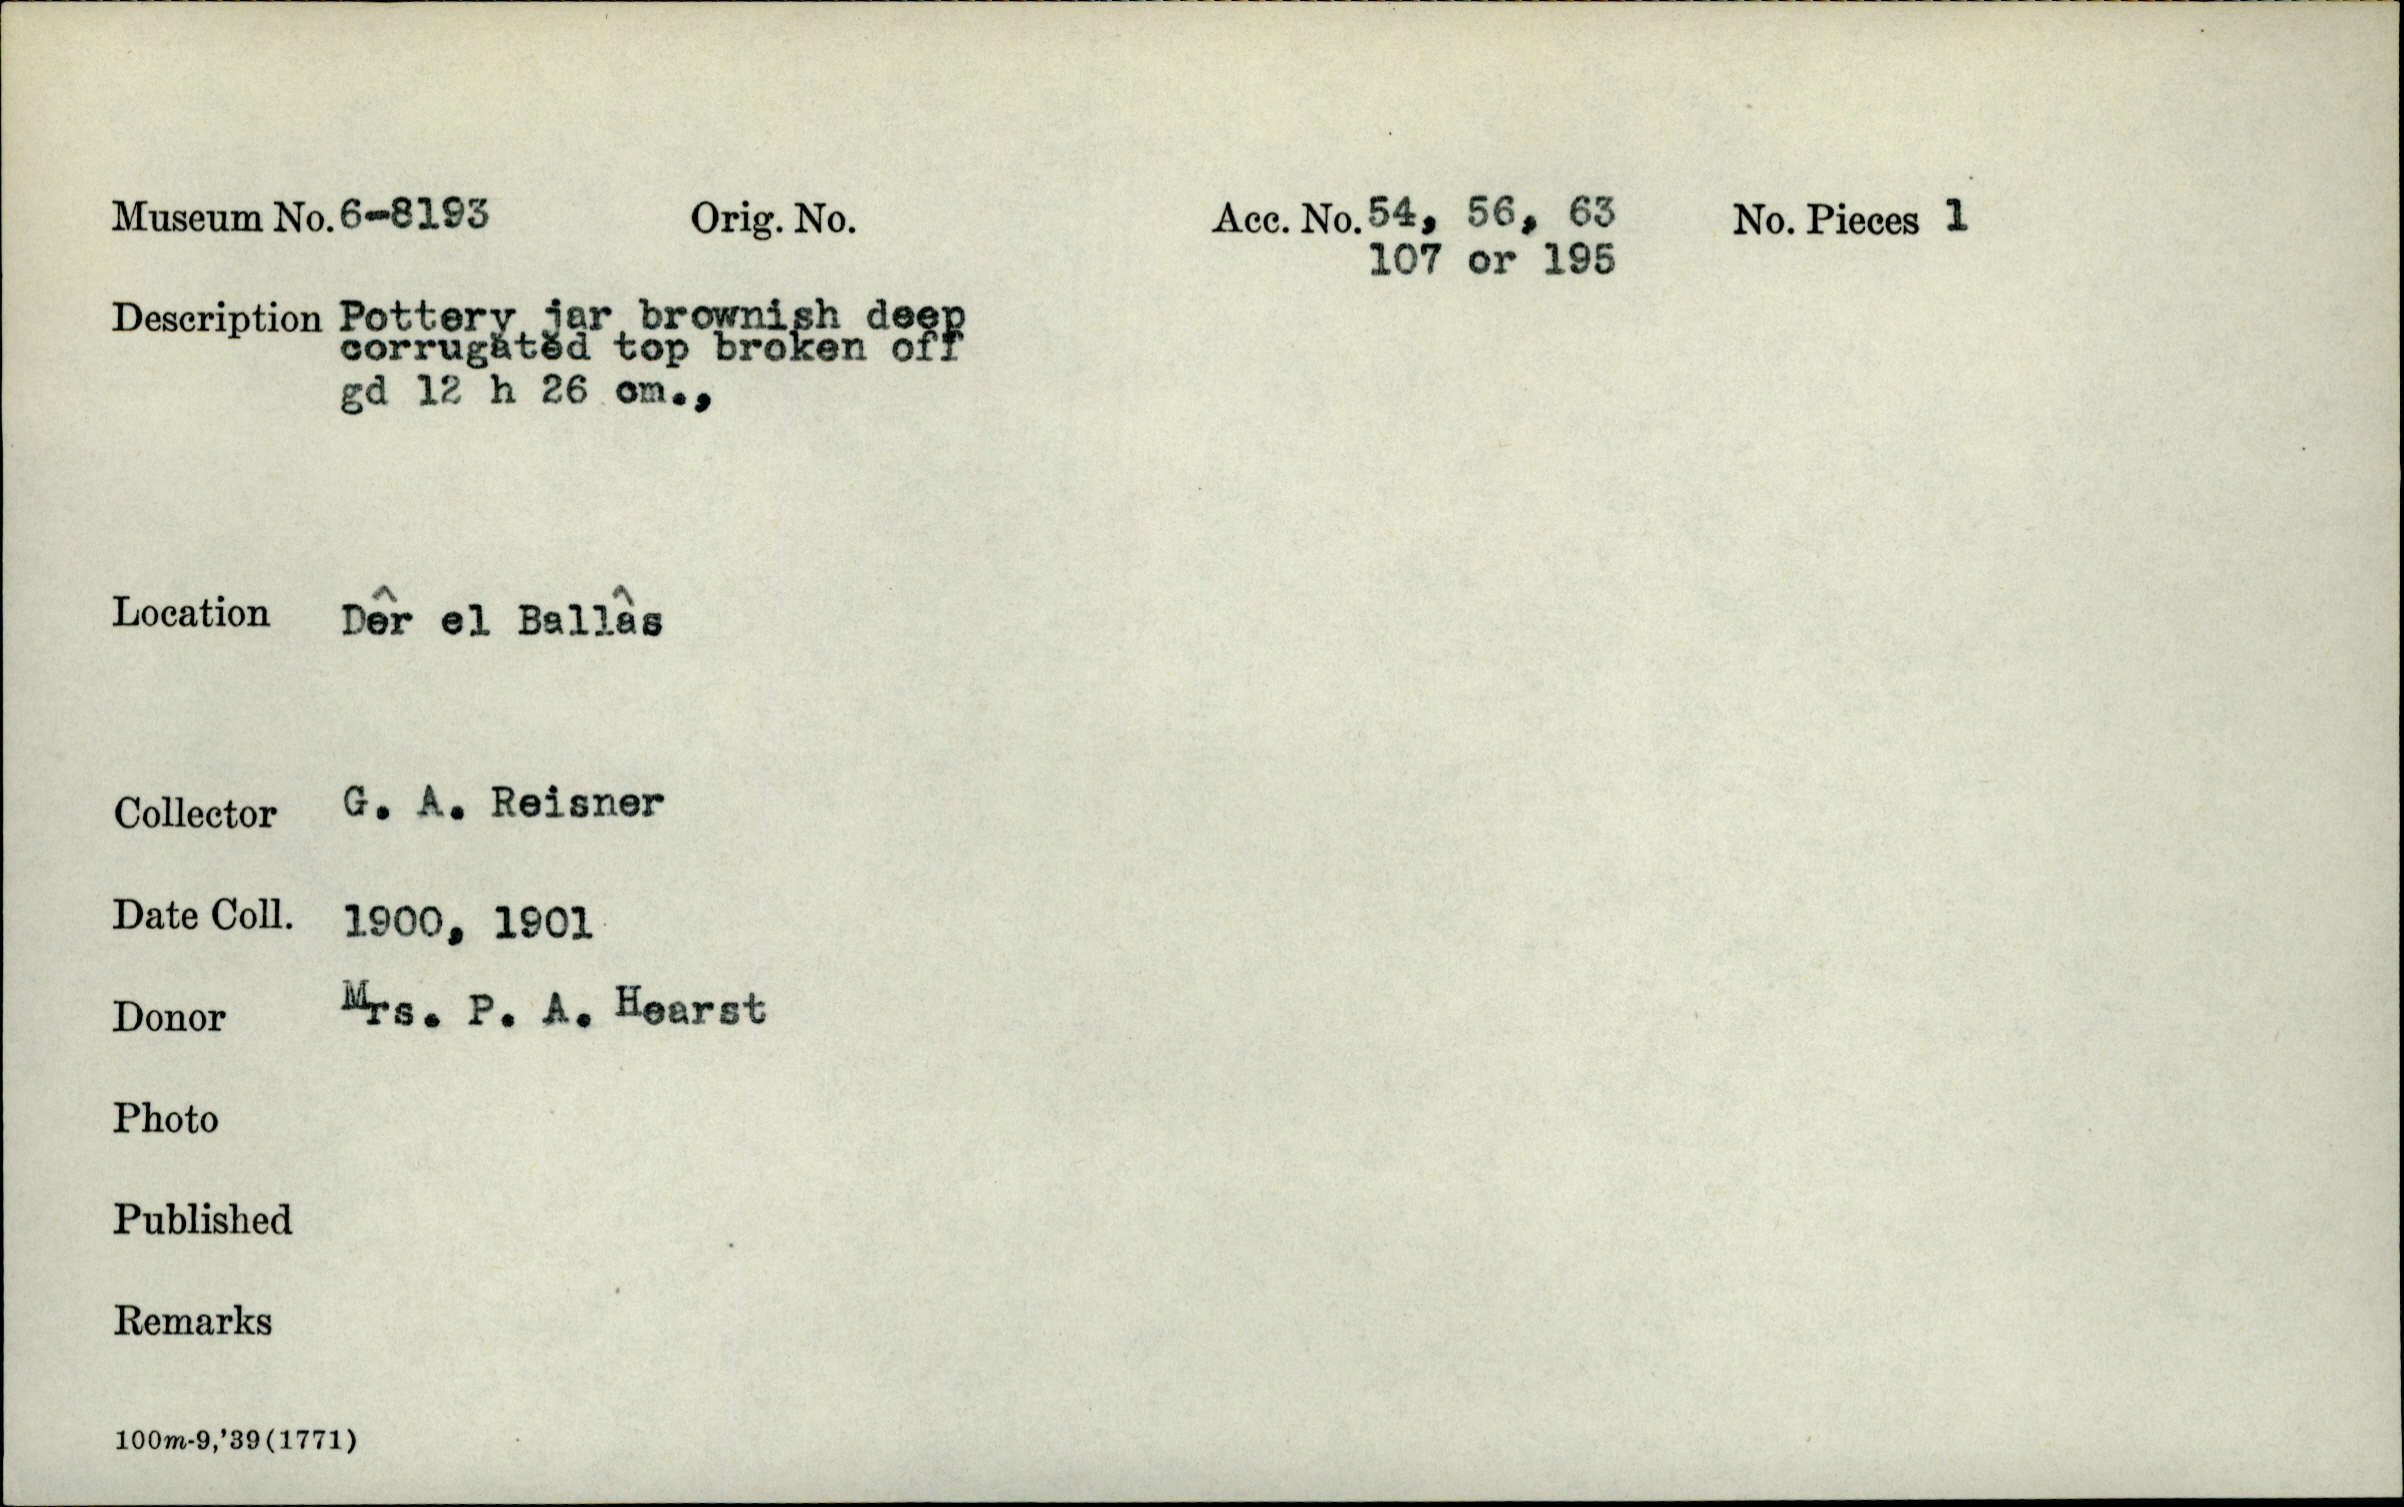 Museum No. 6-8193 Orig. No. Acc. No. 54, 56, 63 No. Pieces 1
107 or 195
Description Pottery jar brownish deep
corrugated top broken off
gd 12 h 26 cm.,
Location Dêr el Ballâs
Collector G. A. Reisner
Date Coll. 1900, 1901
Donor Mrs. P. A. Hearst
Photo
Published
Remarks
100m-9,'39(1771)